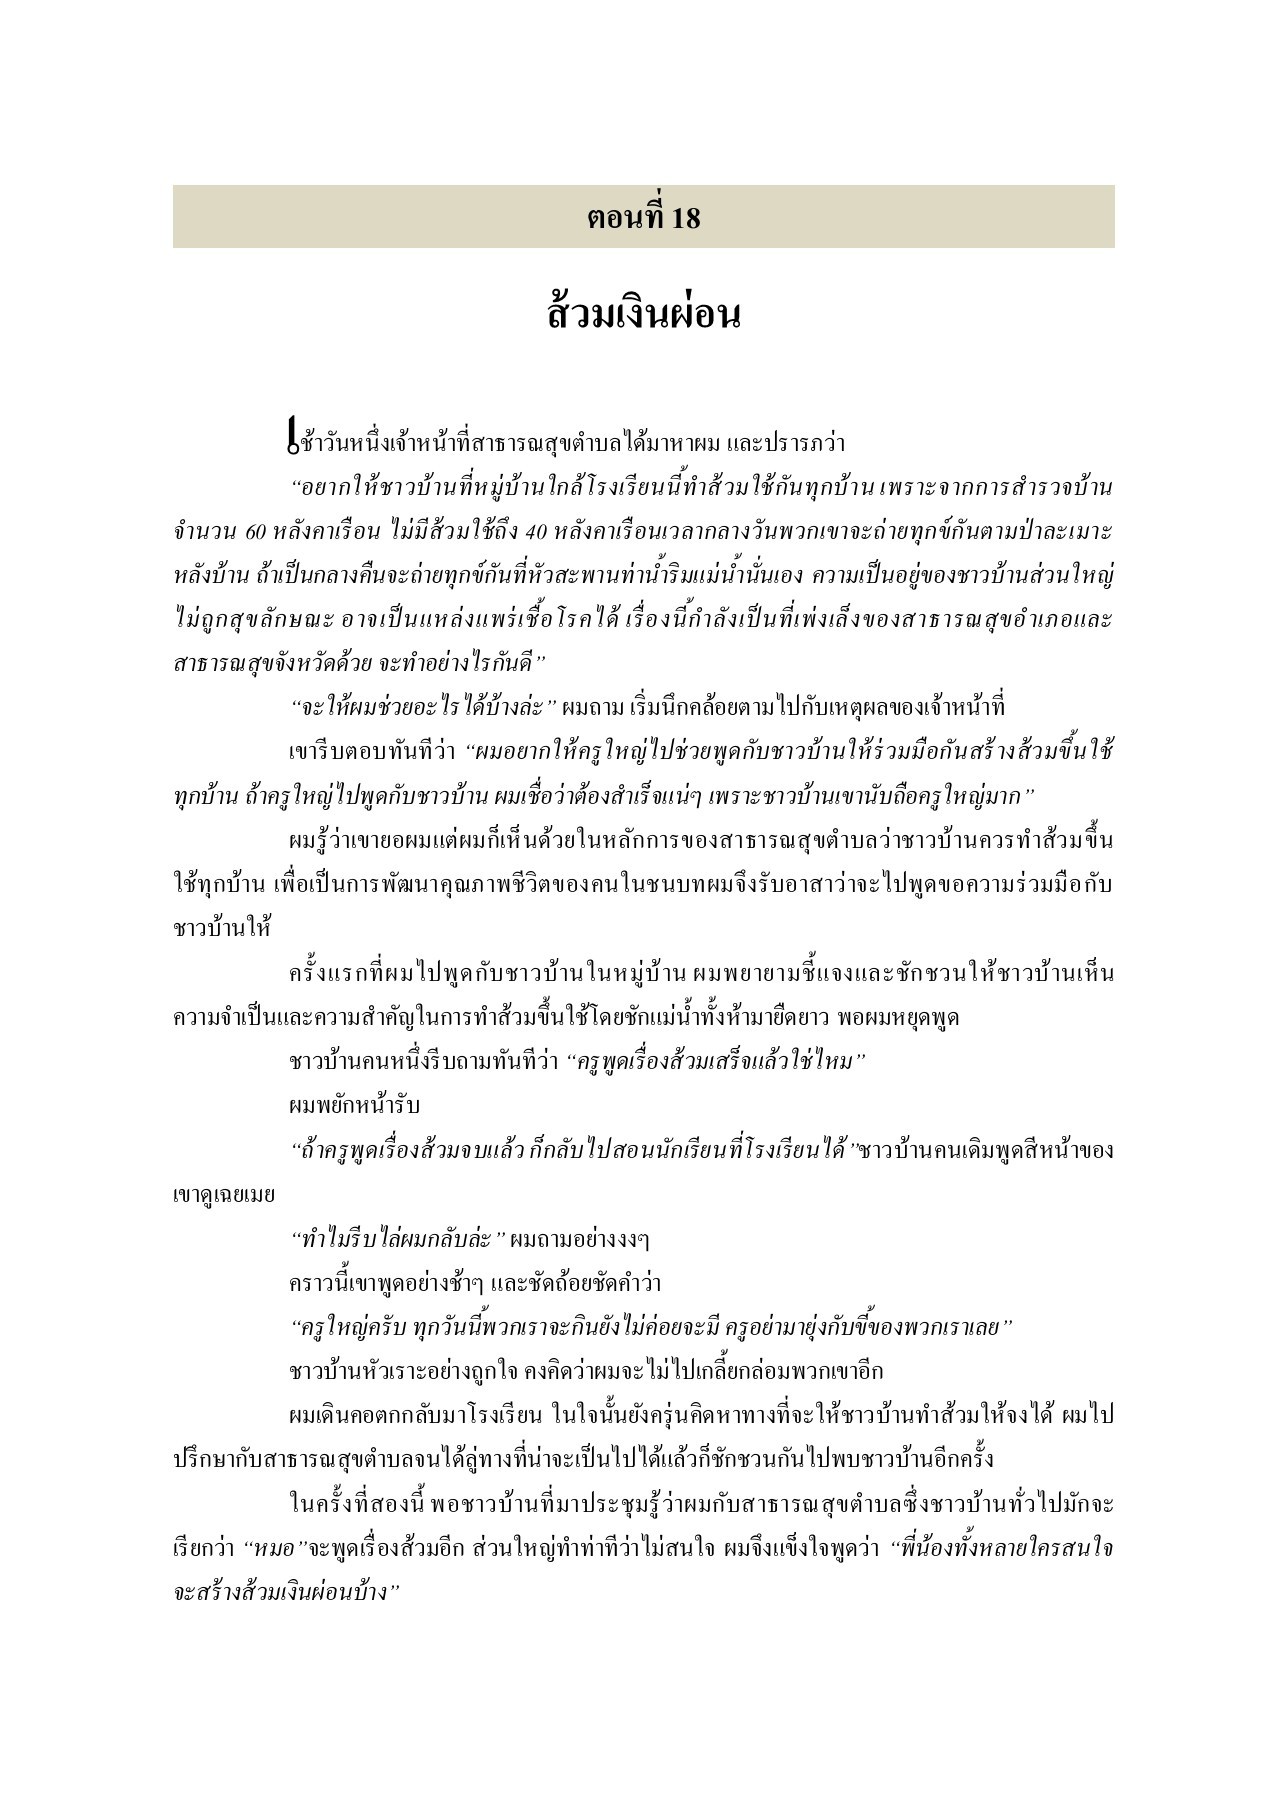 ตอนที่ 18
ส้วมเงินผ่อน
เช้าวันหนึ่งเจ้าหน้าที่สาธารณสุขตำบลได้มาหาผม และปรารภว่า
“อยากให้ชาวบ้านที่หมู่บ้านใกล้โรงเรียนนี้ทำส้วมใช้กันทุกบ้าน เพราะจากการสำรวจบ้าน
จำนวน 60 หลังคาเรือน ไม่มีส้วมใช้ถึง 40 หลังคาเรือนเวลากลางวันพวกเขาจะถ่ายทุกข์กันตามป่าละเมาะ
หลังบ้าน ถ้าเป็นกลางคืนจะถ่ายทุกข์กันที่หัวสะพานท่าน้ำริมแม่น้ำนั่นเอง ความเป็นอยู่ของชาวบ้านส่วนใหญ่
ไม่ถูกสุขลักษณะ อาจเป็นแหล่งแพร่เชื้อโรคได้ เรื่องนี้กำลังเป็นที่เพ่งเล็งของสาธารณสุขอำเภอและ
สาธารณสุขจังหวัดด้วย จะทำอย่างไรกันดี”
“จะให้ผมช่วยอะไรได้บ้างล่ะ” ผมถาม เริ่มนึกคล้อยตามไปกับเหตุผลของเจ้าหน้าที่
เขารีบตอบทันทีว่า “ผมอยากให้ครูใหญ่ไปช่วยพูดกับชาวบ้านให้ร่วมมือกันสร้างส้วมขึ้นใช้
ทุกบ้าน ถ้าครูใหญ่ไปพูดกับชาวบ้าน ผมเชื่อว่าต้องสำเร็จแน่ๆ เพราะชาวบ้านเขานับถือครูใหญ่มาก”
ผมรู้ว่าเขายอผมแต่ผมก็เห็นด้วยในหลักการของสาธารณสุขตำบลว่าชาวบ้านควรทำส้วมขึ้น
ใช้ทุกบ้าน เพื่อเป็นการพัฒนาคุณภาพชีวิตของคนในชนบทผมจึงรับอาสาว่าจะไปพูดขอความร่วมมือกับ
ชาวบ้านให้
ครั้งแรกที่ผมไปพูดกับชาวบ้านในหมู่บ้าน ผมพยายามชี้แจงและชักชวนให้ชาวบ้านเห็น
ความจำเป็นและความสำคัญในการทำส้วมขึ้นใช้โดยชักแม่น้ำทั้งห้ามายืดยาว พอผมหยุดพูด
ชาวบ้านคนหนึ่งรีบถามทันทีว่า “ครูพูดเรื่องส้วมเสร็จแล้วใช่ไหม”
ผมพยักหน้ารับ
“ถ้าครูพูดเรื่องส้วมจบแล้ว ก็กลับไปสอนนักเรียนที่โรงเรียนได้”ชาวบ้านคนเดิมพูดสีหน้าของ
เขาดูเฉยเมย
“ทำไมรีบไล่ผมกลับล่ะ” ผมถามอย่างงงๆ
คราวนี้เขาพูดอย่างช้าๆ และชัดถ้อยชัดคำว่า
“ครูใหญ่ครับ ทุกวันนี้พวกเราจะกินยังไม่ค่อยจะมี ครูอย่ามายุ่งกับขี้ของพวกเราเลย”
ชาวบ้านหัวเราะอย่างถูกใจ คงคิดว่าผมจะไม่ไปเกลี้ยกล่อมพวกเขาอีก
ผมเดินคอตกกลับมาโรงเรียน ในใจนั้นยังครุ่นคิดหาทางที่จะให้ชาวบ้านทำส้วมให้จงได้ ผมไป
ปรึกษากับสาธารณสุขตำบลจนได้ลู่ทางที่น่าจะเป็นไปได้แล้วก็ชักชวนกันไปพบชาวบ้านอีกครั้ง
ในครั้งที่สองนี้ พอชาวบ้านที่มาประชุมรู้ว่าผมกับสาธารณสุขตำบลซึ่งชาวบ้านทั่วไปมักจะ
เรียกว่า “หมอ”จะพูดเรื่องส้วมอีก ส่วนใหญ่ทำท่าทีว่าไม่สนใจ ผมจึงแข็งใจพูดว่า “พี่น้องทั้งหลายใครสนใจ
จะสร้างส้วมเงินผ่อนบ้าง”